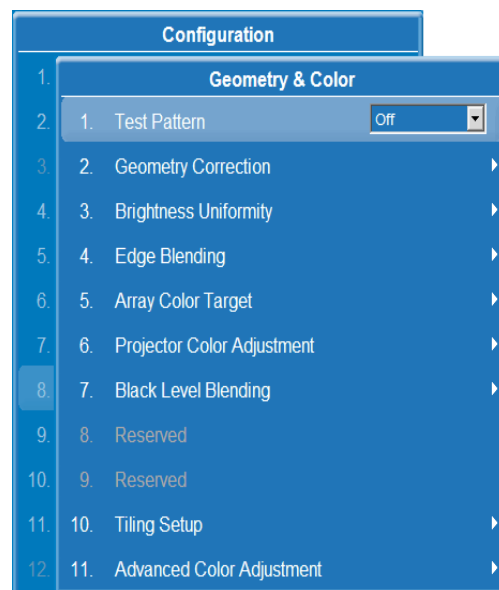 Configuration
Geometry & Color
1.
2. 1. Test Pattern Off
3. 2. Geometry Correction
4. 3. Brightness Uniformity
5. 4. Edge Blending
6. 5. Array Color Target
7. 6. Projector Color Adjustment
8. 7. Black Level Blending
9. 8. Reserved
10. 9. Reserved
11. 10. Tiling Setup
12. 11. Advanced Color Adjustment